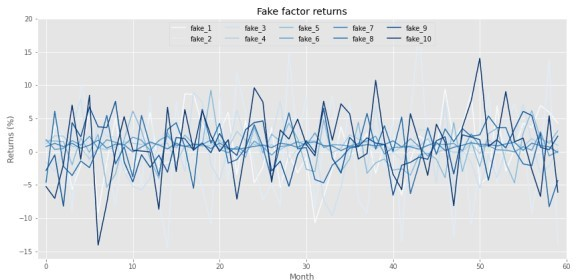 Fake factor returns
fake_1 fake_3 fake_5 fake_7 fake_9
fake_2 fake_4 fake_6 fake_8 fake_10
Returns (%)
20
15
10
5
0
−5
−10
−15
0 10 20 30 40 50 60
Month